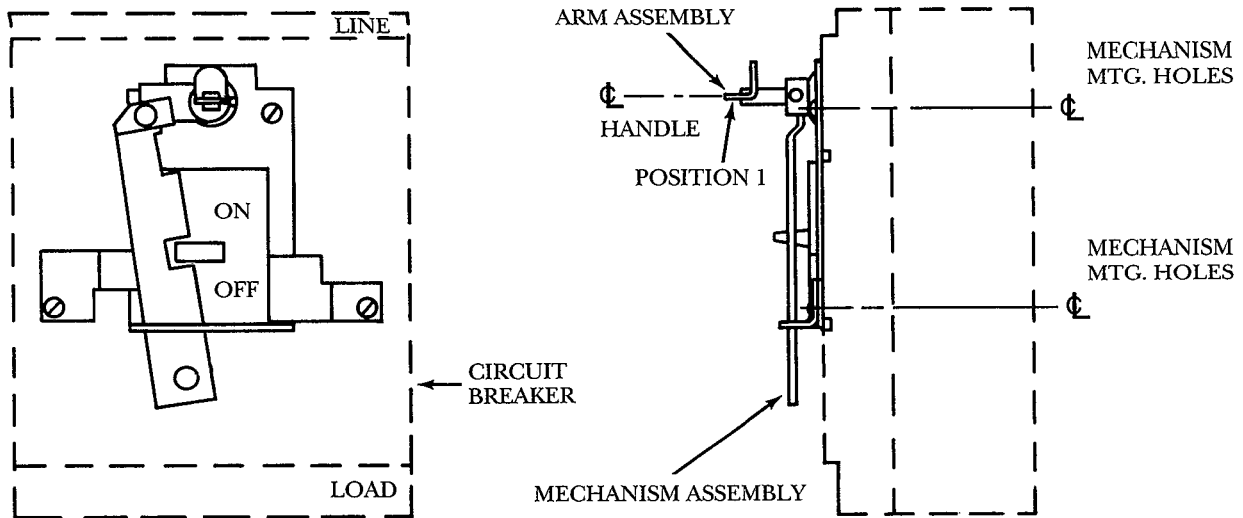 LINE
ON
OFF
CIRCUIT
BREAKER
LOAD
ARM ASSEMBLY
℄
HANDLE
POSITION 1
MECHANISM
MTG. HOLES
℄
MECHANISM
MTG. HOLES
℄
MECHANISM ASSEMBLY